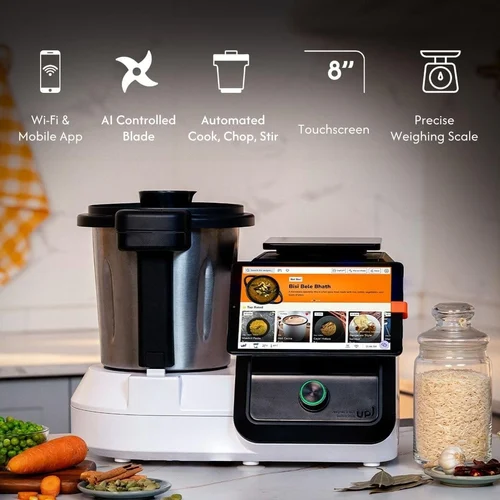 8”
Wi-Fi &
Mobile App
AI Controlled
Blade
Automated
Cook, Chop, Stir
Touchscreen
Precise
Weighing Scale
Bisi Bele Bhath
UP